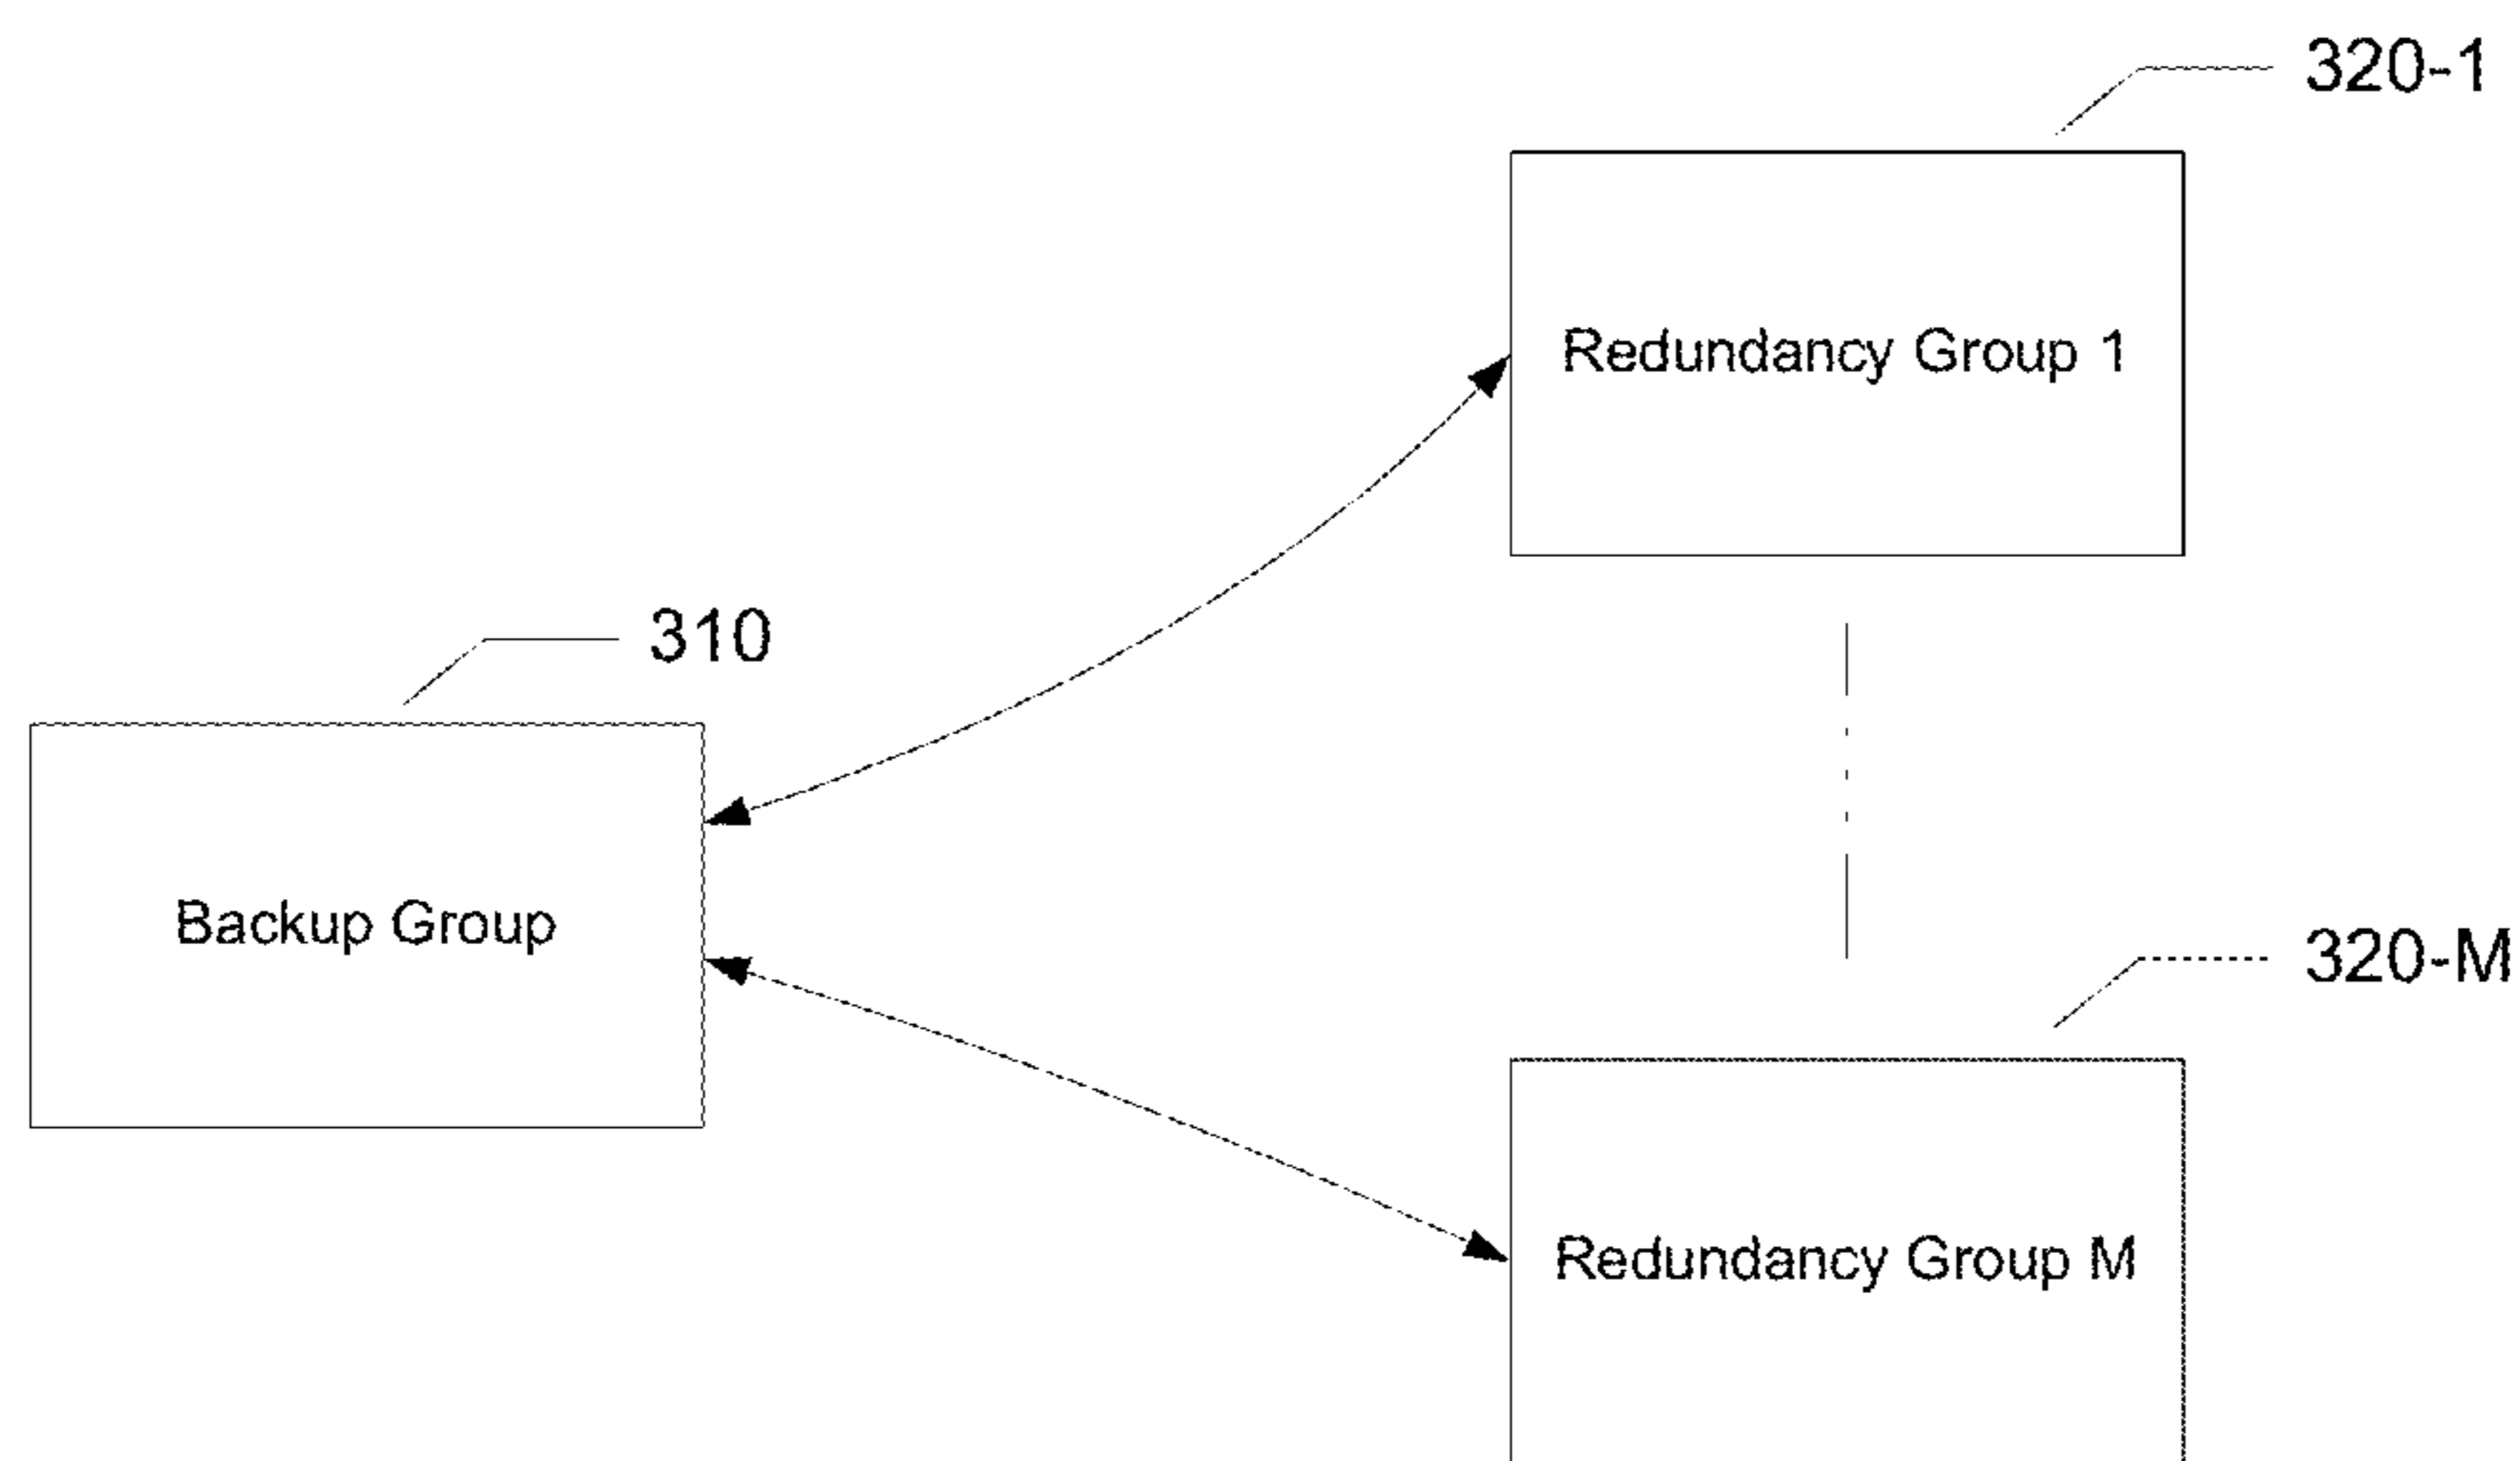 320-1
Redundancy Group 1
310
Backup Group
320-M
Redundancy Group M